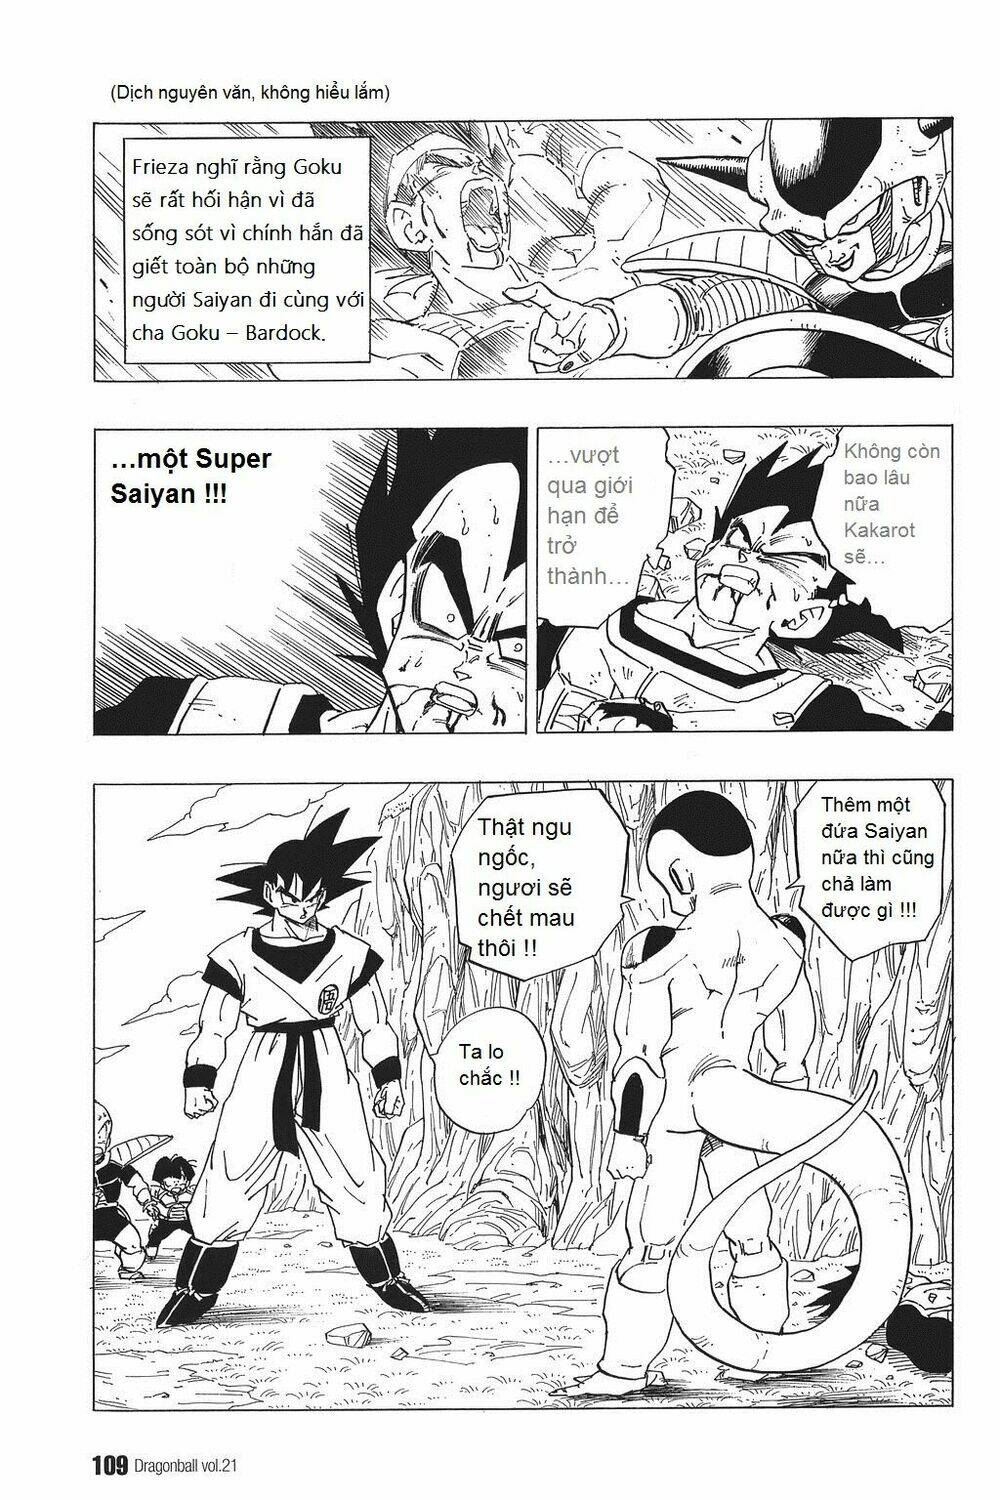 (Dịch nguyên văn, không hiểu lắm)
Frieza nghĩ rằng Goku
sẽ rất hối hận vì đã
sống sót vì chính hắn đã
giết toàn bộ những
người Saiyan đi cùng với
cha Goku – Bardock.
Không còn
bao lâu
nữa
Kakarot
sẽ...
...vượt
qua giới
hạn để
trở
thành...
...một Super
Saiyan !!!
Thêm một
đứa Saiyan
nữa thì cũng
chả làm
được gì !!!
Thật ngu
ngốc,
ngươi sẽ
chết mau
thôi !!
Ta lo
chắc !!
悟
109 Dragonball vol.21